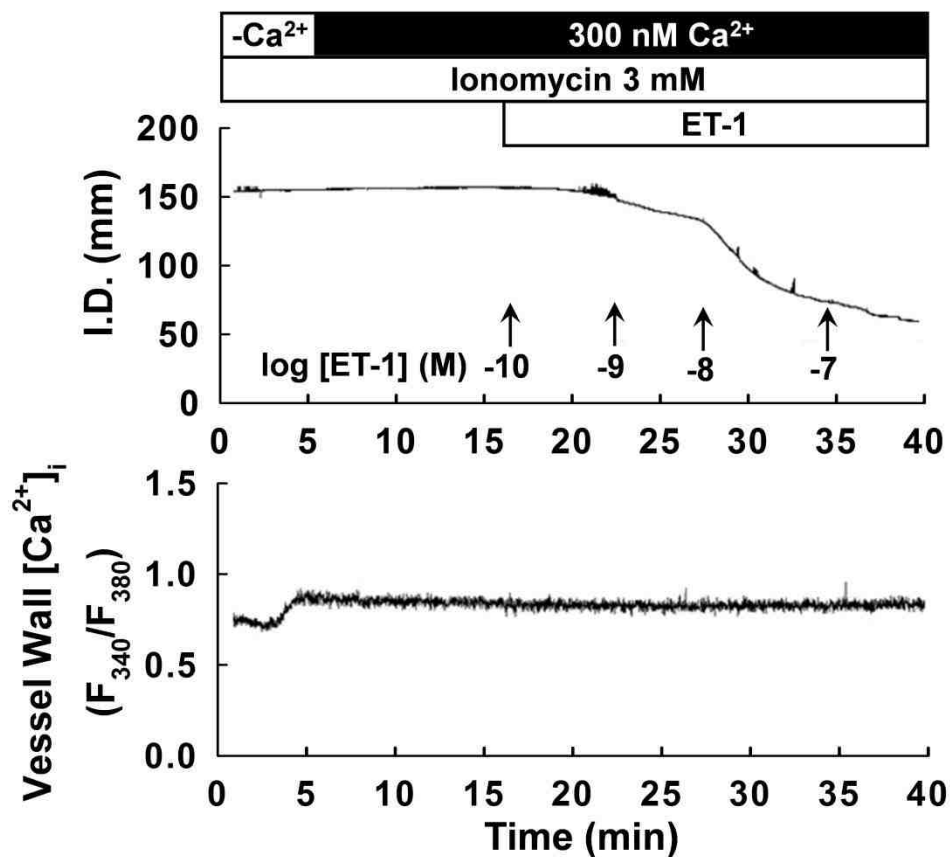 -Ca²⁺ 300 nM Ca²⁺
Ionomycin 3 mM
ET-1
200
150
100
50
0
I.D. (mm)
log [ET-1] (M) -10 -9 -8 -7
0 5 10 15 20 25 30 35 40
Vessel Wall [Ca²⁺]ᵢ
(F₃₄₀/F₃₈₀)
1.5
1.0
0.5
0.0
0 5 10 15 20 25 30 35 40
Time (min)